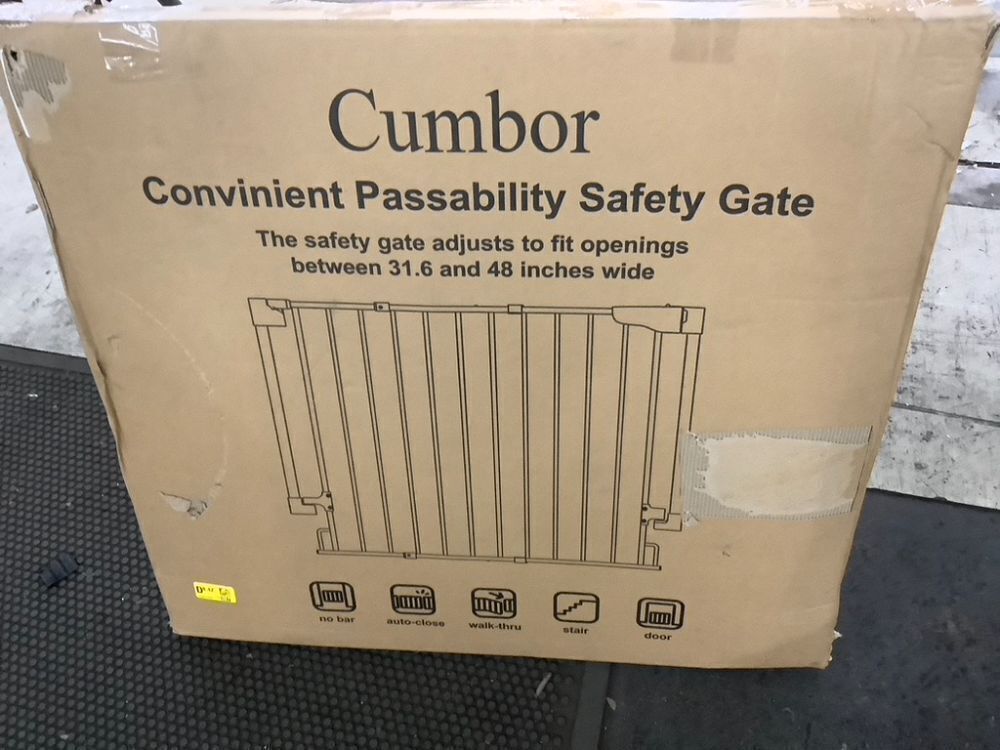 Cumbor
Convinient Passability Safety Gate
The safety gate adjusts to fit openings
between 31.6 and 48 inches wide
no bar
auto-close
walk-thru
stair
door